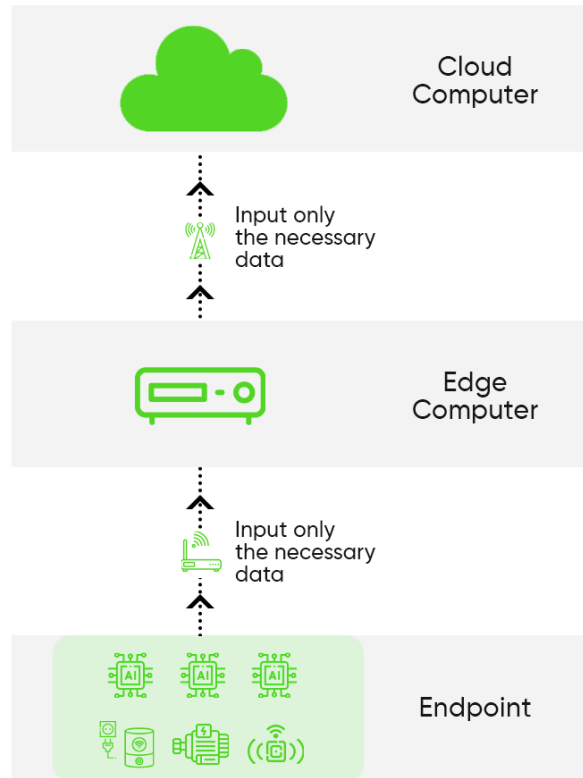 Cloud
Computer
Input only
the necessary
data
Edge
Computer
Input only
the necessary
data
AI
AI
AI
Endpoint